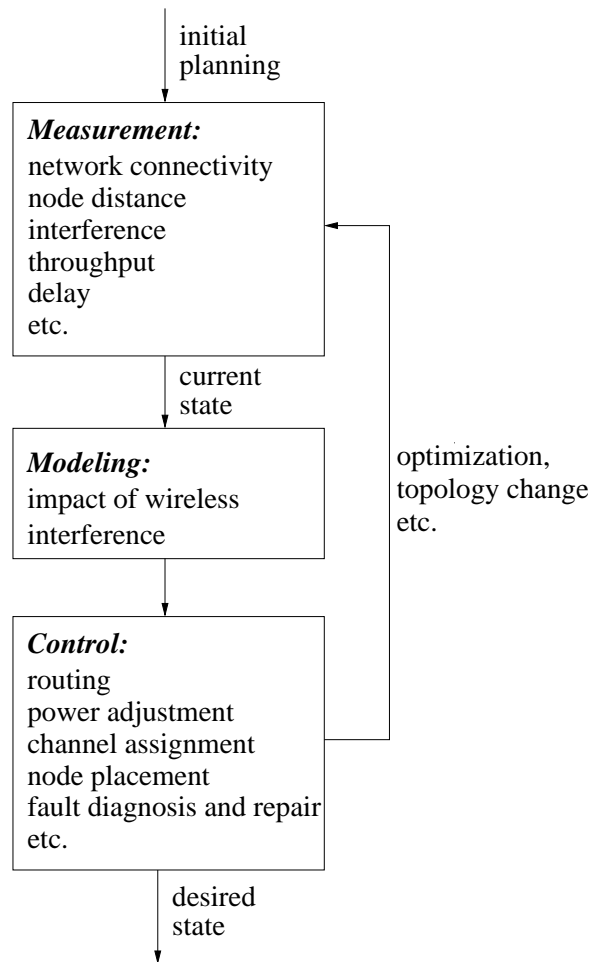 initial
planning
Measurement:
network connectivity
node distance
interference
throughput
delay
etc.
current
state
Modeling:
impact of wireless
interference
optimization,
topology change
etc.
Control:
routing
power adjustment
channel assignment
node placement
fault diagnosis and repair
etc.
desired
state